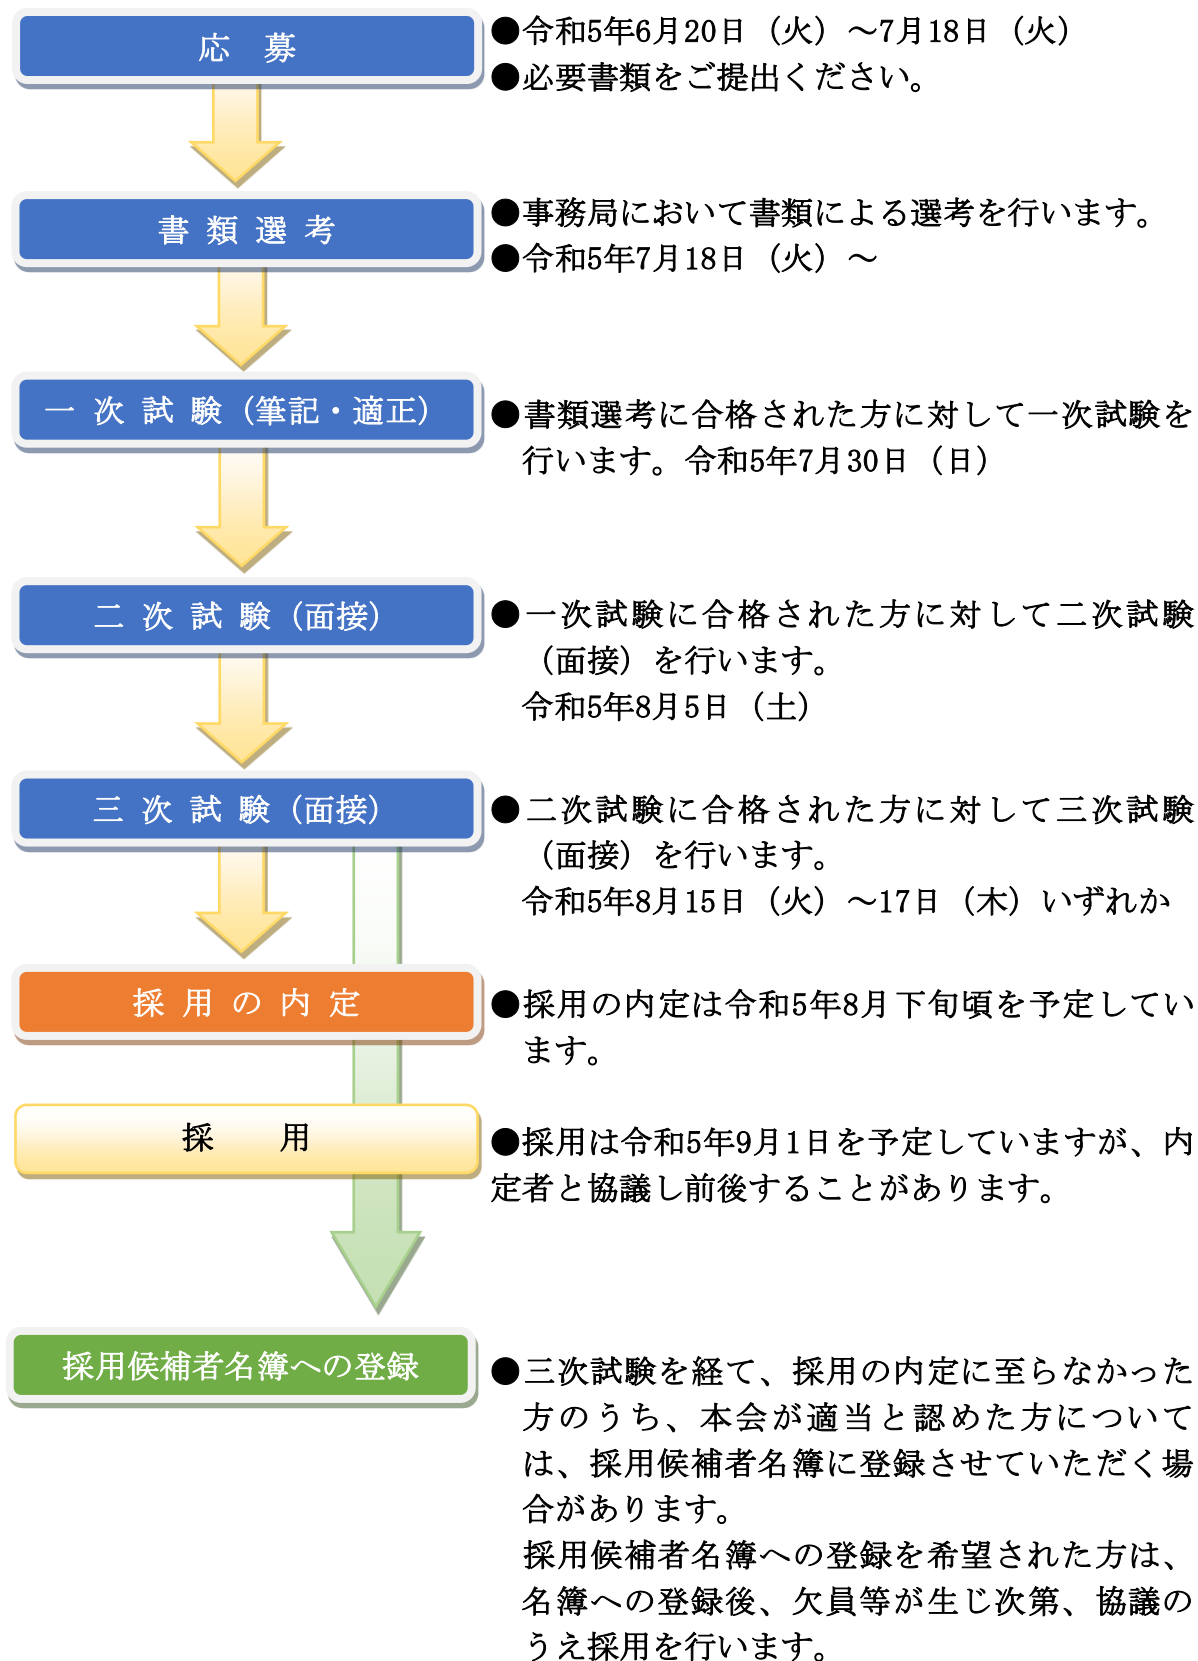 応　募
●令和5年6月20日（火）～7月18日（火）
●必要書類をご提出ください。
書 類 選 考
●事務局において書類による選考を行います。
●令和5年7月18日（火）～
一 次 試 験（筆記・適正）
●書類選考に合格された方に対して一次試験を
行います。令和5年7月30日（日）
二 次 試 験（面接）
●一次試験に合格された方に対して二次試験
（面接）を行います。
令和5年8月5日（土）
三 次 試 験（面接）
●二次試験に合格された方に対して三次試験
（面接）を行います。
令和5年8月15日（火）～17日（木）いずれか
採 用 の 内 定
●採用の内定は令和5年8月下旬頃を予定してい
ます。
採　　用
●採用は令和5年9月1日を予定していますが、内
定者と協議し前後することがあります。
採用候補者名簿への登録
●三次試験を経て、採用の内定に至らなかった
方のうち、本会が適当と認めた方について
は、採用候補者名簿に登録させていただく場
合があります。
採用候補者名簿への登録を希望された方は、
名簿への登録後、欠員等が生じ次第、協議の
うえ採用を行います。